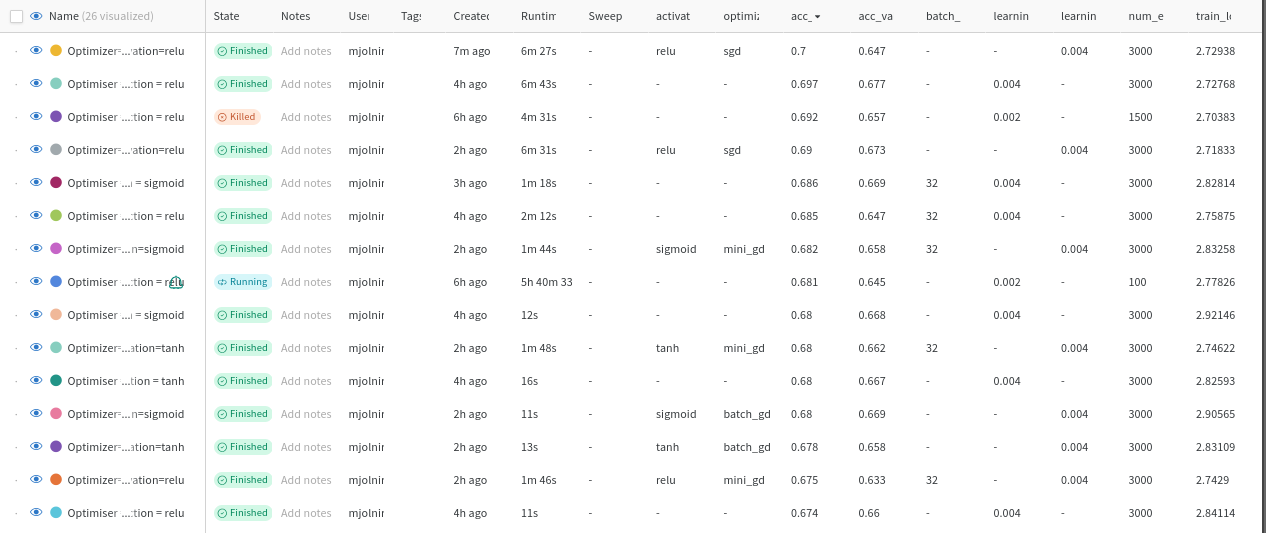 Name (26 visualized) State Notes User Tags Created Runtim Sweep activat optimiz acc_ acc_va batch_ learnin learnin num_e train_lo
Optimizer=...ation=relu Finished Add notes mjolnir 7m ago 6m 27s - relu sgd 0.7 0.647 - - 0.004 3000 2.72938
Optimiser ...tion = relu Finished Add notes mjolnir 4h ago 6m 43s - - - 0.697 0.677 - 0.004 - 3000 2.72768
Optimiser ...tion = relu Killed Add notes mjolnir 6h ago 4m 31s - - - 0.692 0.657 - 0.002 - 1500 2.70383
Optimizer=...ation=relu Finished Add notes mjolnir 2h ago 6m 31s - relu sgd 0.69 0.673 - - 0.004 3000 2.71833
Optimiser ... = sigmoid Finished Add notes mjolnir 3h ago 1m 18s - - - 0.686 0.669 32 0.004 - 3000 2.82814
Optimiser ...tion = relu Finished Add notes mjolnir 4h ago 2m 12s - - - 0.685 0.647 32 0.004 - 3000 2.75875
Optimizer=...n=sigmoid Finished Add notes mjolnir 2h ago 1m 44s - sigmoid mini_gd 0.682 0.658 32 - 0.004 3000 2.83258
Optimiser ...tion = relu Running Add notes mjolnir 6h ago 5h 40m 33 - - - 0.681 0.645 - 0.002 - 100 2.77826
Optimiser ... = sigmoid Finished Add notes mjolnir 4h ago 12s - - - 0.68 0.668 - 0.004 - 3000 2.92146
Optimizer=...ation=tanh Finished Add notes mjolnir 2h ago 1m 48s - tanh mini_gd 0.68 0.662 32 - 0.004 3000 2.74622
Optimiser ...tion = tanh Finished Add notes mjolnir 4h ago 16s - - - 0.68 0.667 - 0.004 - 3000 2.82593
Optimizer=...n=sigmoid Finished Add notes mjolnir 2h ago 11s - sigmoid batch_gd 0.68 0.669 - - 0.004 3000 2.90565
Optimizer=...ation=tanh Finished Add notes mjolnir 2h ago 13s - tanh batch_gd 0.678 0.658 - - 0.004 3000 2.83109
Optimizer=...ation=relu Finished Add notes mjolnir 2h ago 1m 46s - relu mini_gd 0.675 0.633 32 - 0.004 3000 2.7429
Optimiser ...tion = relu Finished Add notes mjolnir 4h ago 11s - - - 0.674 0.66 - 0.004 - 3000 2.84114